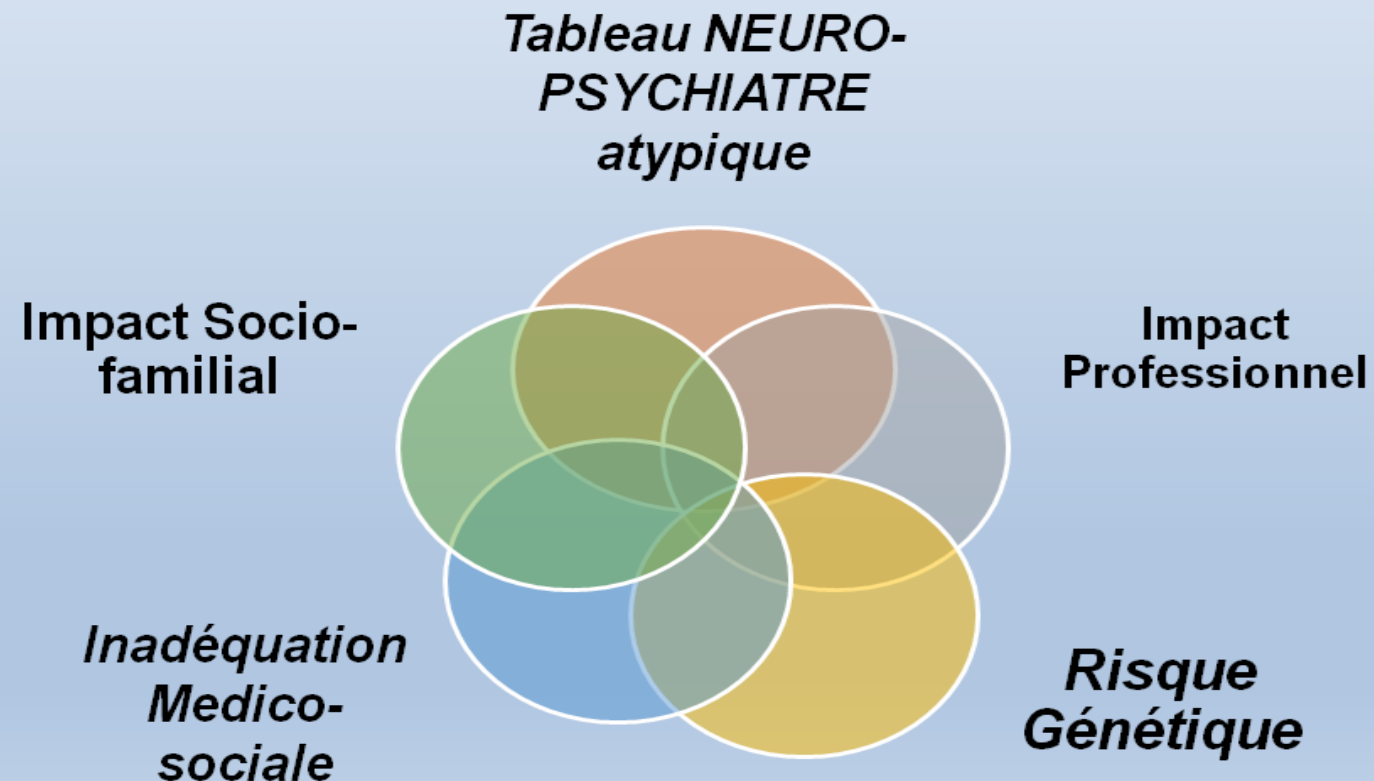 Tableau NEURO-
PSYCHIATRE
atypique
Impact Socio-
familial
Impact
Professionnel
Inadéquation
Medico-
sociale
Risque
Génétique